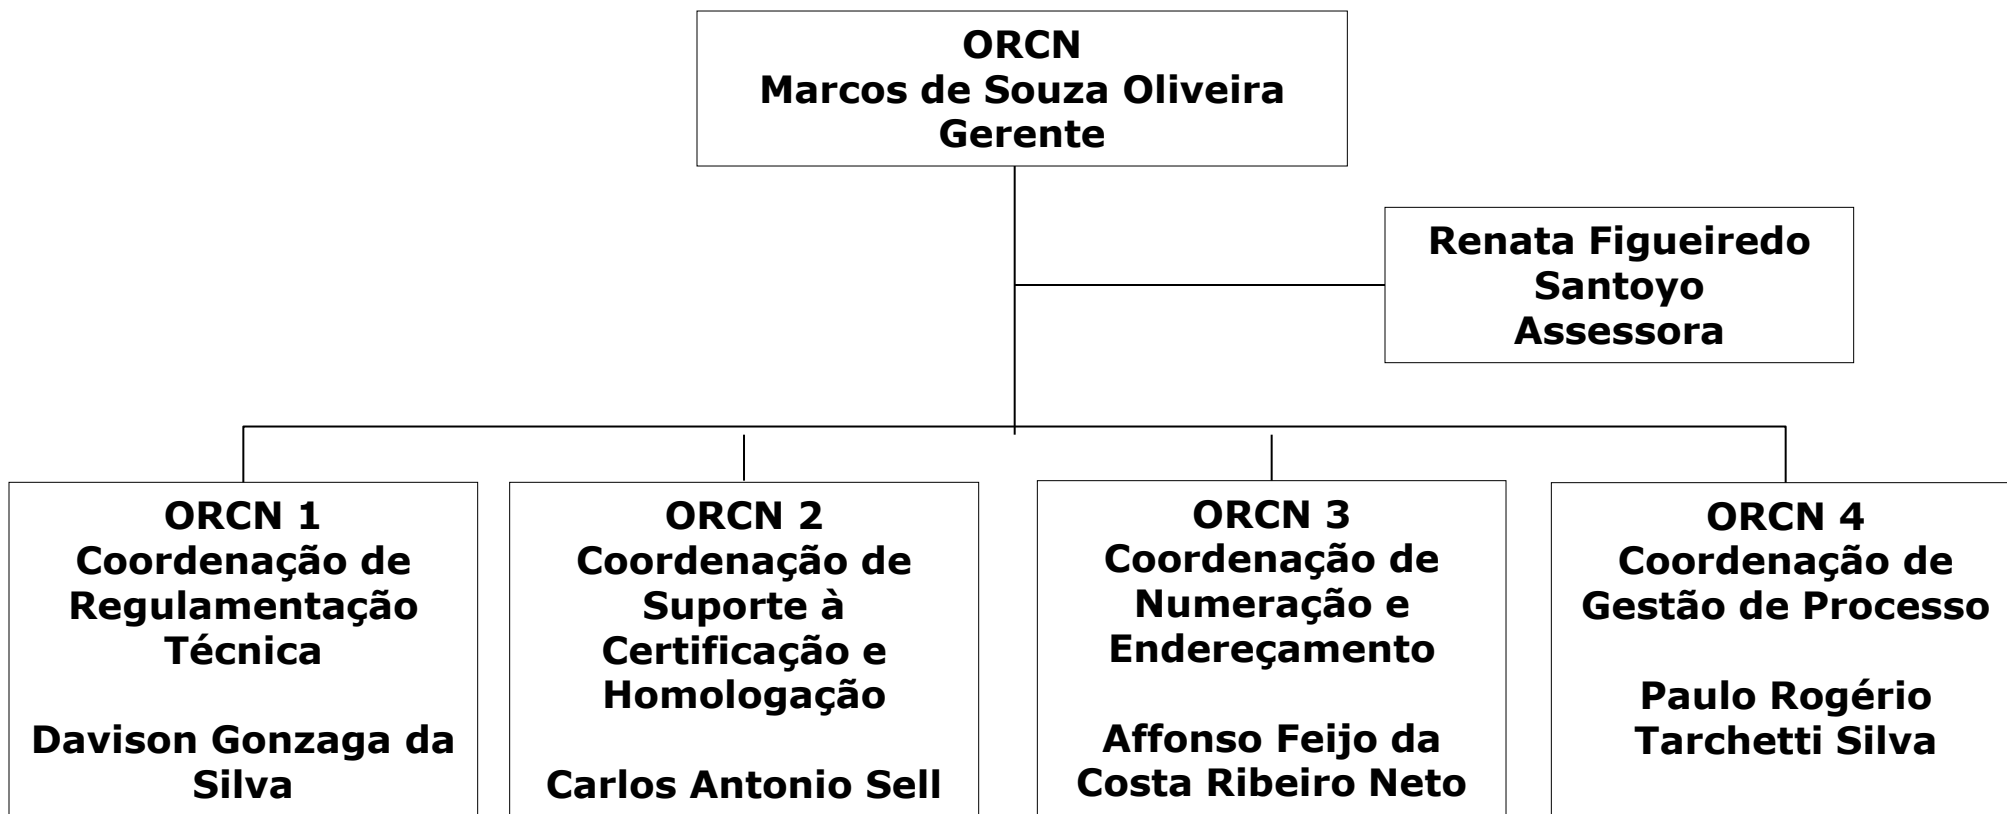 ORCN
Marcos de Souza Oliveira
Gerente
Renata Figueiredo
Santoyo
Assessora
ORCN 1
Coordenação de
Regulamentação
Técnica
Davison Gonzaga da
Silva
ORCN 2
Coordenação de
Suporte à
Certificação e
Homologação
Carlos Antonio Sell
ORCN 3
Coordenação de
Numeração e
Endereçamento
Affonso Feijo da
Costa Ribeiro Neto
ORCN 4
Coordenação de
Gestão de Processo
Paulo Rogério
Tarchetti Silva